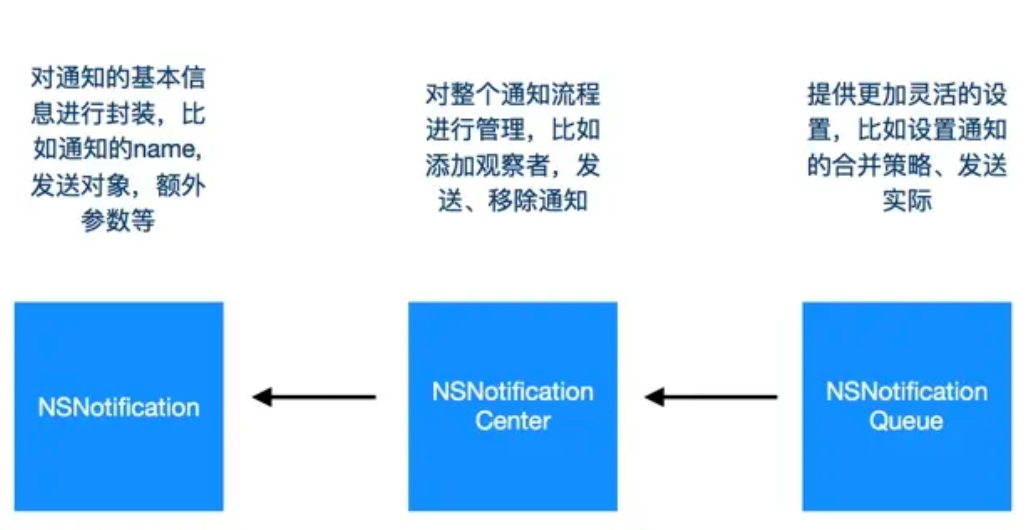 对通知的基本信
息进行封装，比
如通知的name,
发送对象，额外
参数等
对整个通知流程
进行管理，比如
添加观察者，发
送、移除通知
提供更加灵活的设
置，比如设置通知
的合并策略、发送
实际
NSNotification
NSNotification
Center
NSNotification
Queue